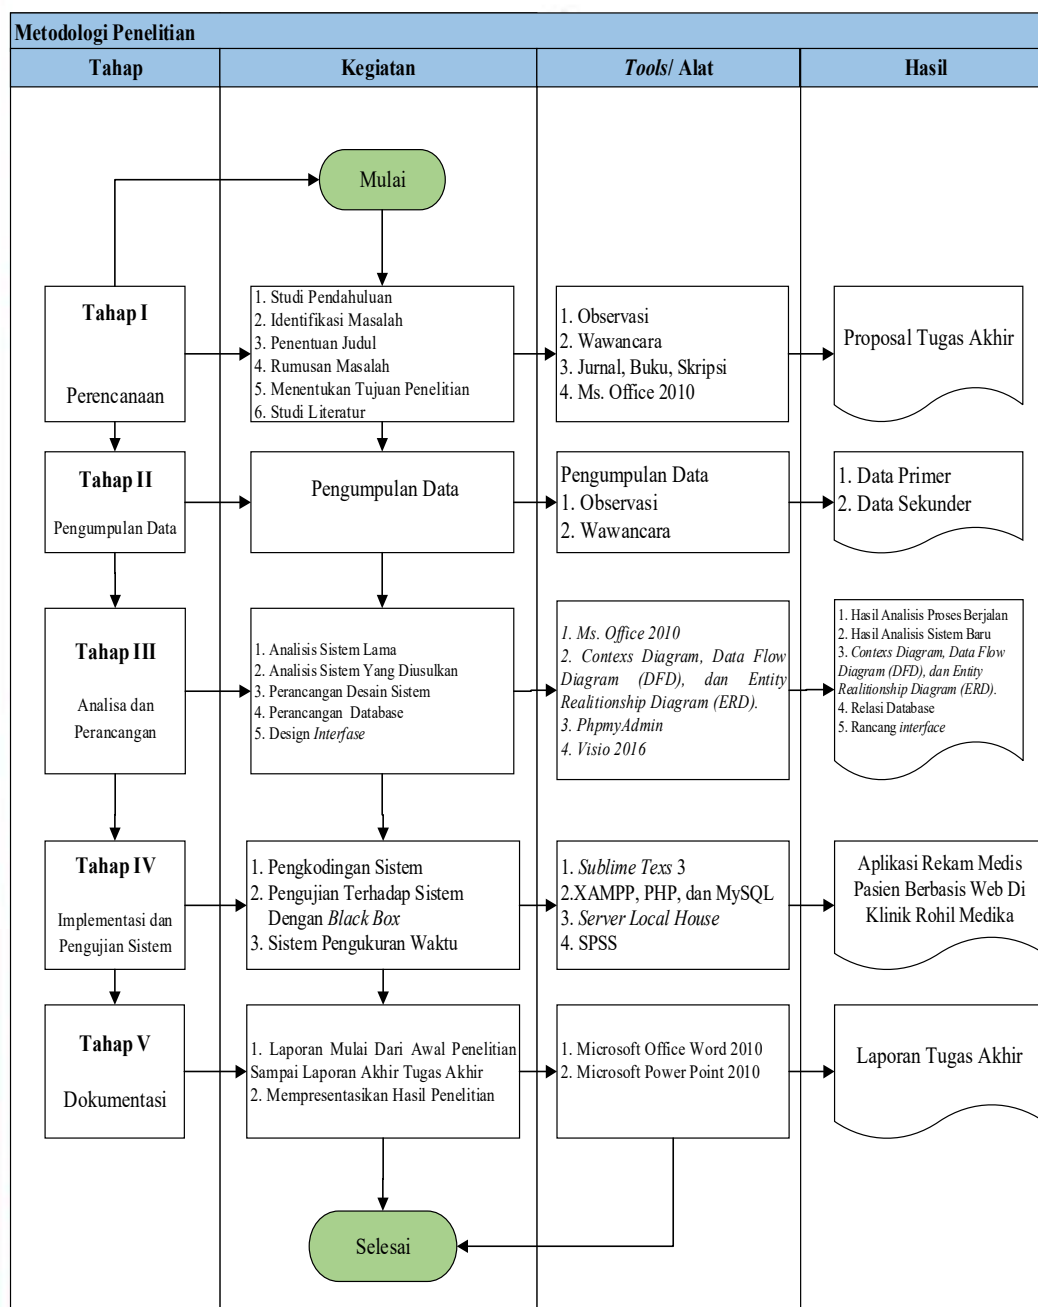 Metodologi Penelitian
Tahap
Kegiatan
Tools/ Alat
Hasil
Mulai
Tahap I
Perencanaan
1. Studi Pendahuluan
2. Identifikasi Masalah
3. Penentuan Judul
4. Rumusan Masalah
5. Menentukan Tujuan Penelitian
6. Studi Literatur
1. Observasi
2. Wawancara
3. Jurnal, Buku, Skripsi
4. Ms. Office 2010
Proposal Tugas Akhir
Tahap II
Pengumpulan Data
Pengumpulan Data
Pengumpulan Data
1. Observasi
2. Wawancara
1. Data Primer
2. Data Sekunder
Tahap III
Analisa dan
Perancangan
1. Analisis Sistem Lama
2. Analisis Sistem Yang Diusulkan
3. Perancangan Desain Sistem
4. Perancangan Database
5. Design Interfase
1. Ms. Office 2010
2. Contexs Diagram, Data Flow
Diagram (DFD), dan Entity
Realitionship Diagram (ERD).
3. PhpmyAdmin
4. Visio 2016
1. Hasil Analisis Proses Berjalan
2. Hasil Analisis Sistem Baru
3. Contexs Diagram, Data Flow
Diagram (DFD), dan Entity
Realitionship Diagram (ERD).
4. Relasi Database
5. Rancang interface
Tahap IV
Implementasi dan
Pengujian Sistem
1. Pengkodingan Sistem
2. Pengujian Terhadap Sistem
Dengan Black Box
3. Sistem Pengukuran Waktu
1. Sublime Texs 3
2.XAMPP, PHP, dan MySQL
3. Server Local House
4. SPSS
Aplikasi Rekam Medis
Pasien Berbasis Web Di
Klinik Rohil Medika
Tahap V
Dokumentasi
1. Laporan Mulai Dari Awal Penelitian
Sampai Laporan Akhir Tugas Akhir
2. Mempresentasikan Hasil Penelitian
1. Microsoft Office Word 2010
2. Microsoft Power Point 2010
Laporan Tugas Akhir
Selesai